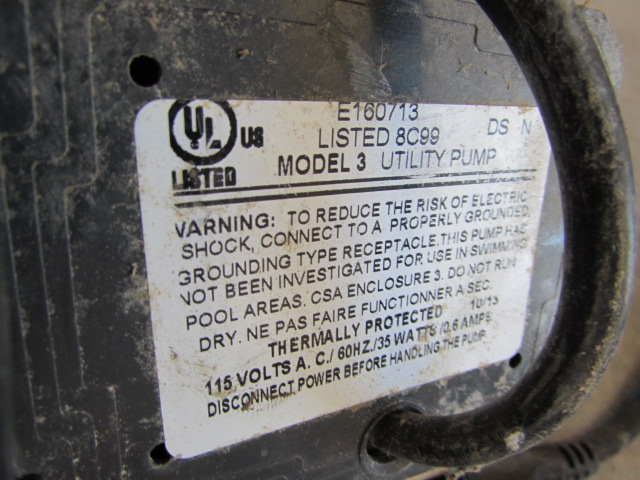 E160713
LISTED 8C99 DS N
UL US
LISTED
MODEL 3 UTILITY PUMP
WARNING: TO REDUCE THE RISK OF ELECTRIC
SHOCK, CONNECT TO A PROPERLY GROUNDED,
GROUNDING TYPE RECEPTACLE.THIS PUMP HAS
NOT BEEN INVESTIGATED FOR USE IN SWIMMING
POOL AREAS. CSA ENCLOSURE 3. DO NOT RUN
DRY. NE PAS FAIRE FUNCTIONNER A SEC.
THERMALLY PROTECTED 10/13
115 VOLTS A. C./ 60HZ./35 WATTS /0.6 AMPS
DISCONNECT POWER BEFORE HANDLING THE PUMP.